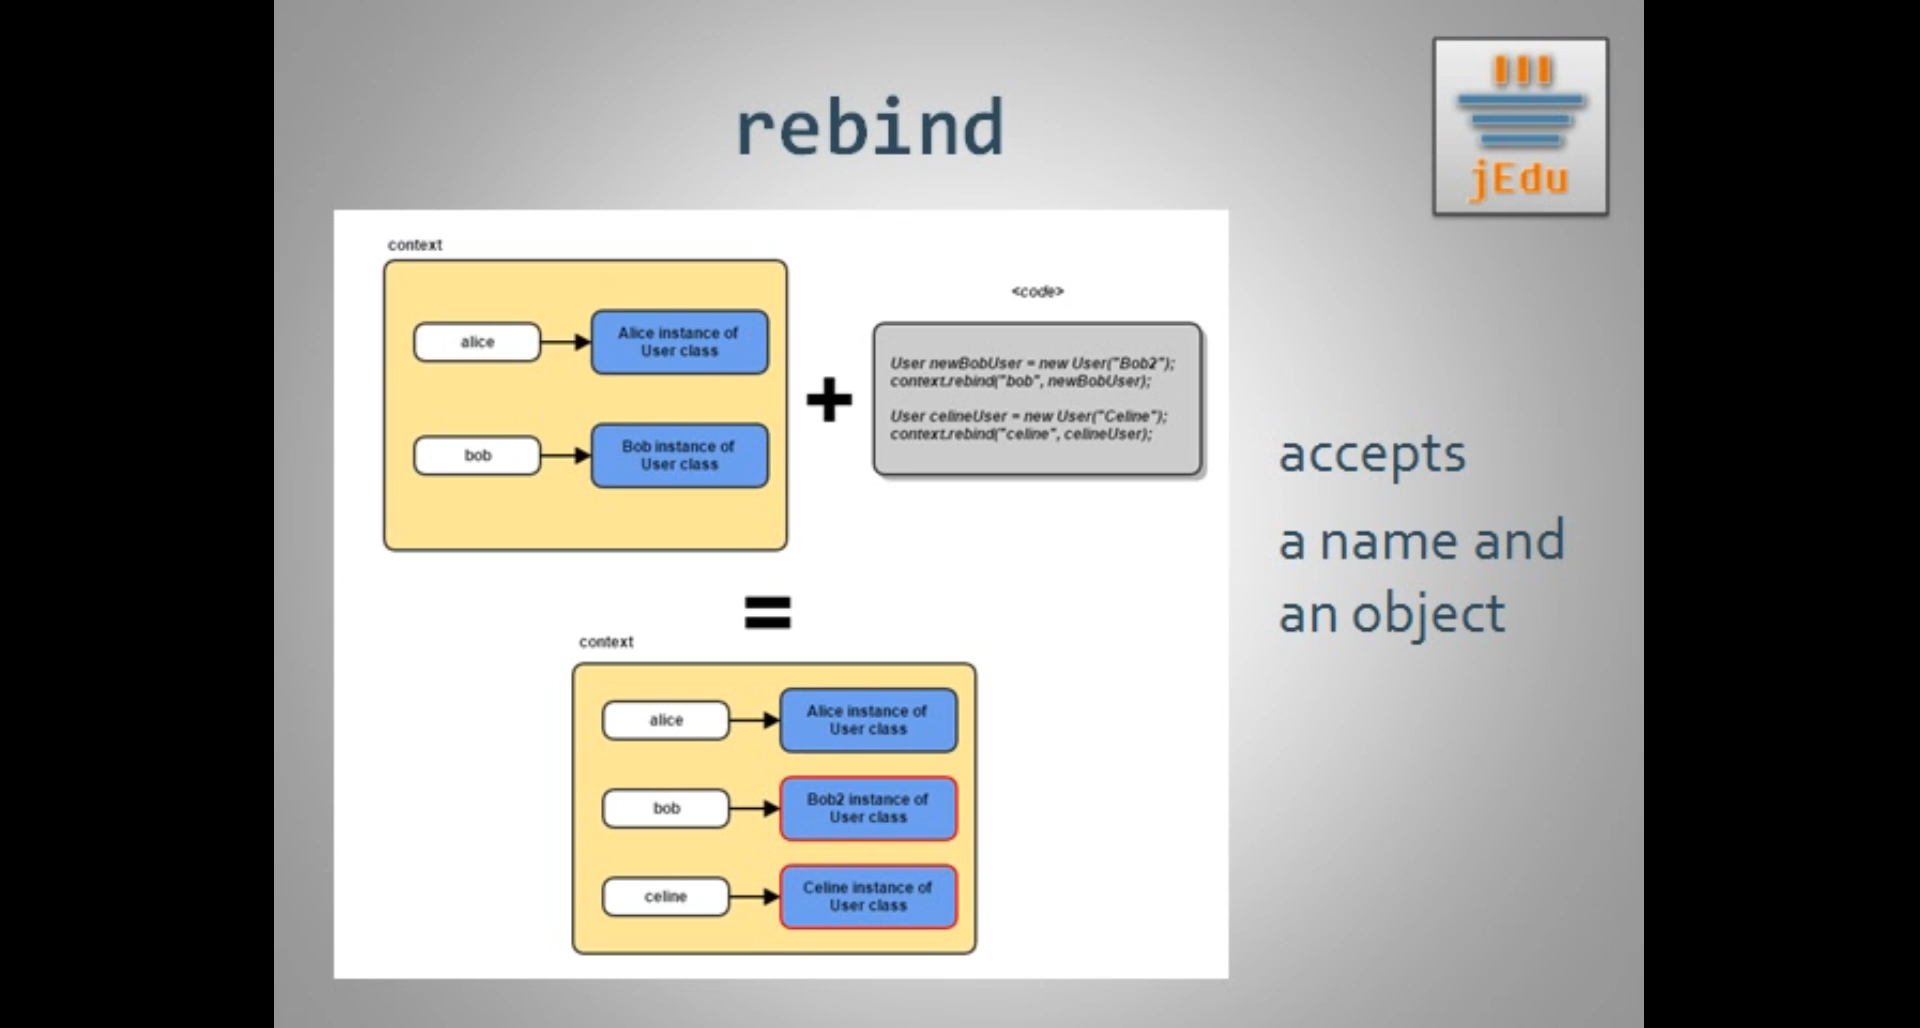 rebind
jEdu
context
alice
Alice instance of
User class
bob
Bob instance of
User class
+
<code>
User newBobUser = new User("Bob2");
context.rebind("bob", newBobUser);
User celineUser = new User("Celine");
context.rebind("celine", celineUser);
=
context
alice
Alice instance of
User class
bob
Bob2 instance of
User class
celine
Celine instance of
User class
accepts
a name and
an object